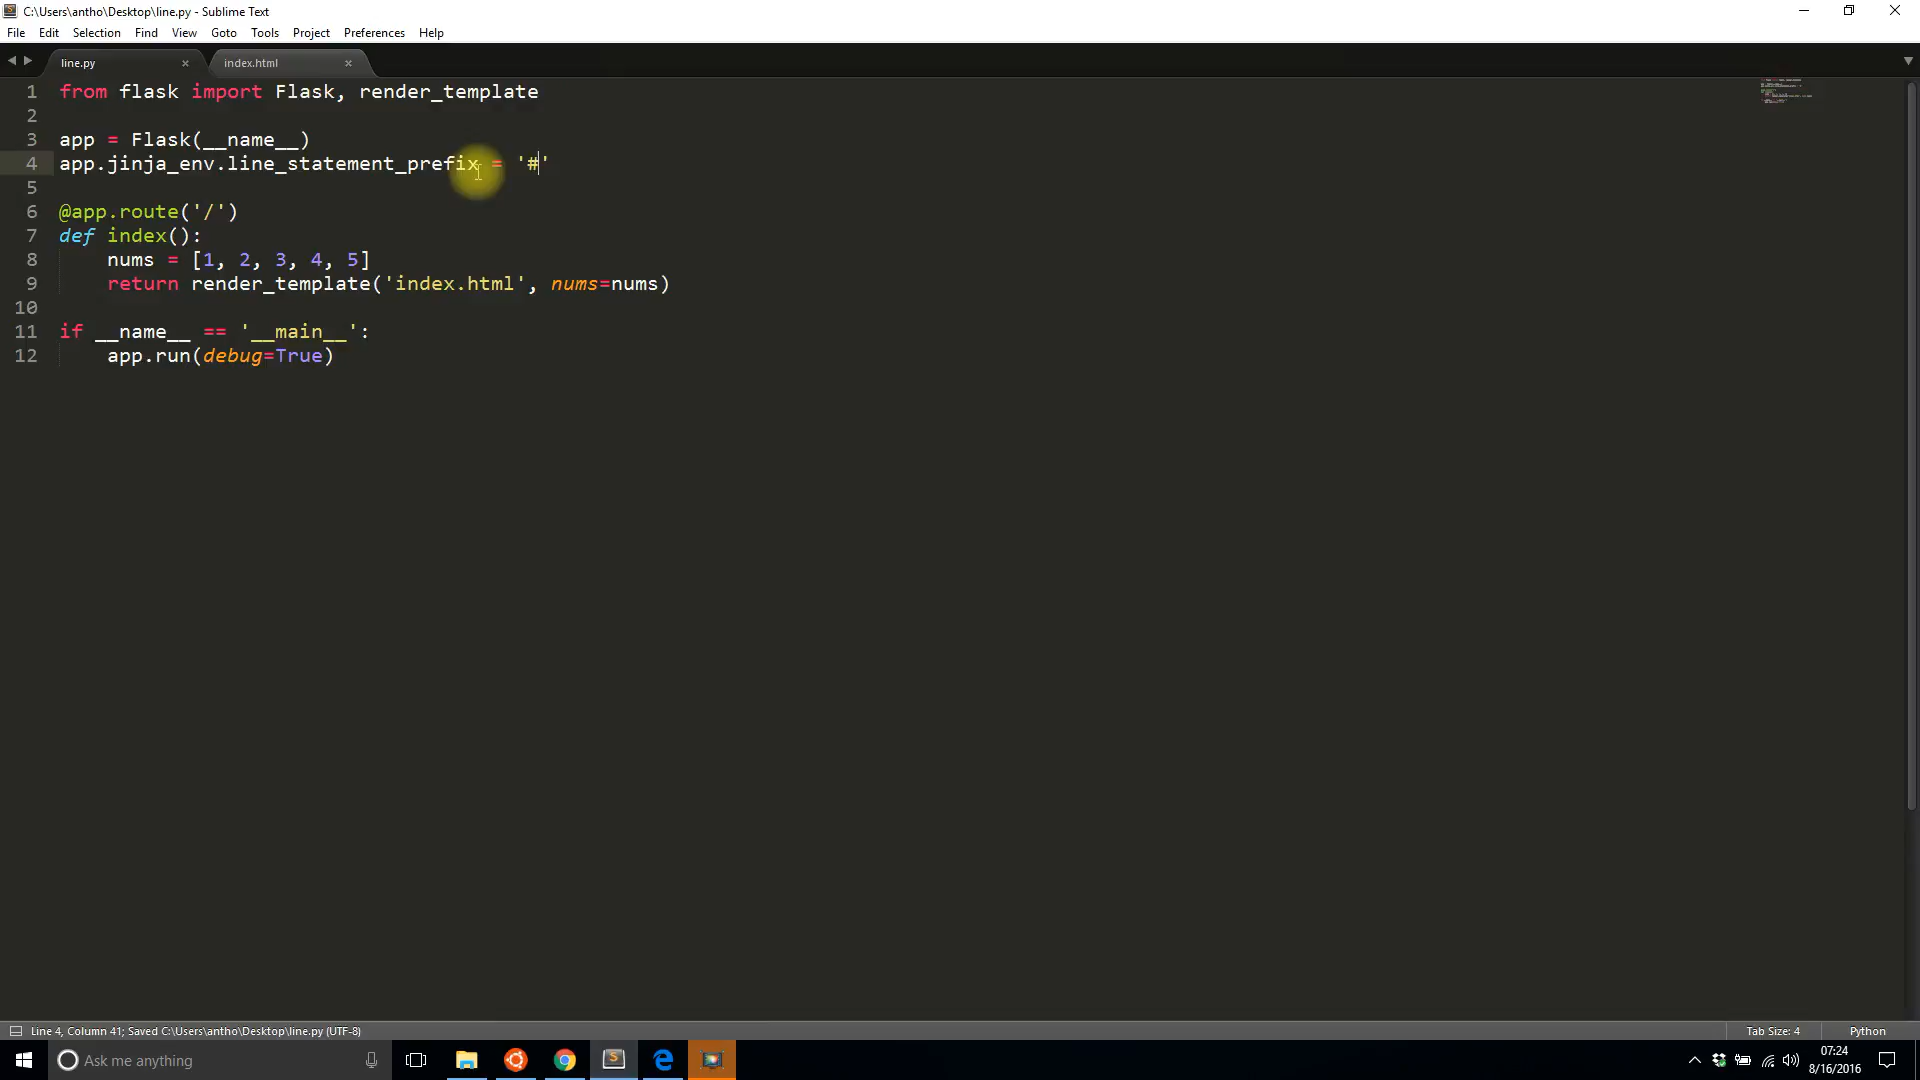 C:\Users\antho\Desktop\line.py - Sublime Text
File Edit Selection Find View Goto Tools Project Preferences Help
line.py × index.html ×
1 from flask import Flask, render_template
2
3 app = Flask(__name__)
4 app.jinja_env.line_statement_prefix = '#'
5
6 @app.route('/')
7 def index():
8 nums = [1, 2, 3, 4, 5]
9 return render_template('index.html', nums=nums)
10
11 if __name__ == '__main__':
12 app.run(debug=True)
Line 4, Column 41; Saved C:\Users\antho\Desktop\line.py (UTF-8) Tab Size: 4 Python
Ask me anything 07:24
8/16/2016